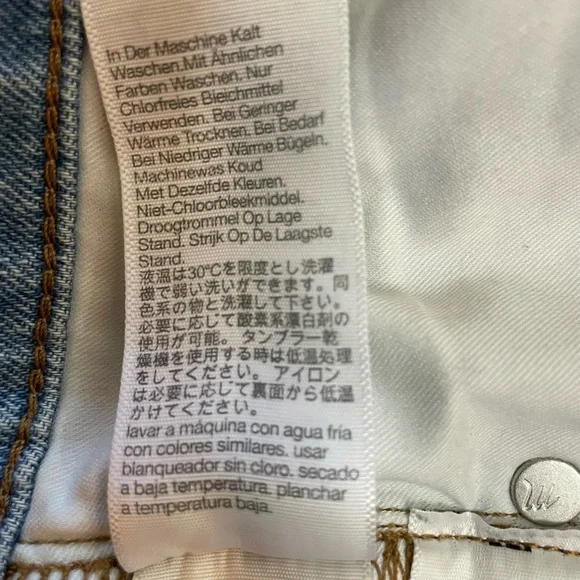 In Der Maschine Kalt
Waschen.Mit Ähnlichen
Farben Waschen. Nur
Chlorfreies Bleichmittel
Verwenden. Bei Geringer
Wärme Trocknen. Bei Bedarf
Bei Niedriger Wärme Bügeln.
Machinewas Koud
Met Dezelfde Kleuren.
Niet-Chloorbleekmiddel.
Droogtrommel Op Lage
Stand. Strijk Op De Laagste
Stand.
液温は30℃を限度とし洗濯
機で弱い洗いができます。同
色系の物と洗濯して下さい。
必要に応じて酸素系漂白剤の
使用が可能。タンブラー乾
燥機を使用する時は低温処理
をしてください。アイロン
は必要に応じて裏面から低温
かけてください。
lavar a máquina con agua fría
con colores similares. usar
blanqueador sin cloro. secado
a baja temperatura. planchar
a temperatura baja.